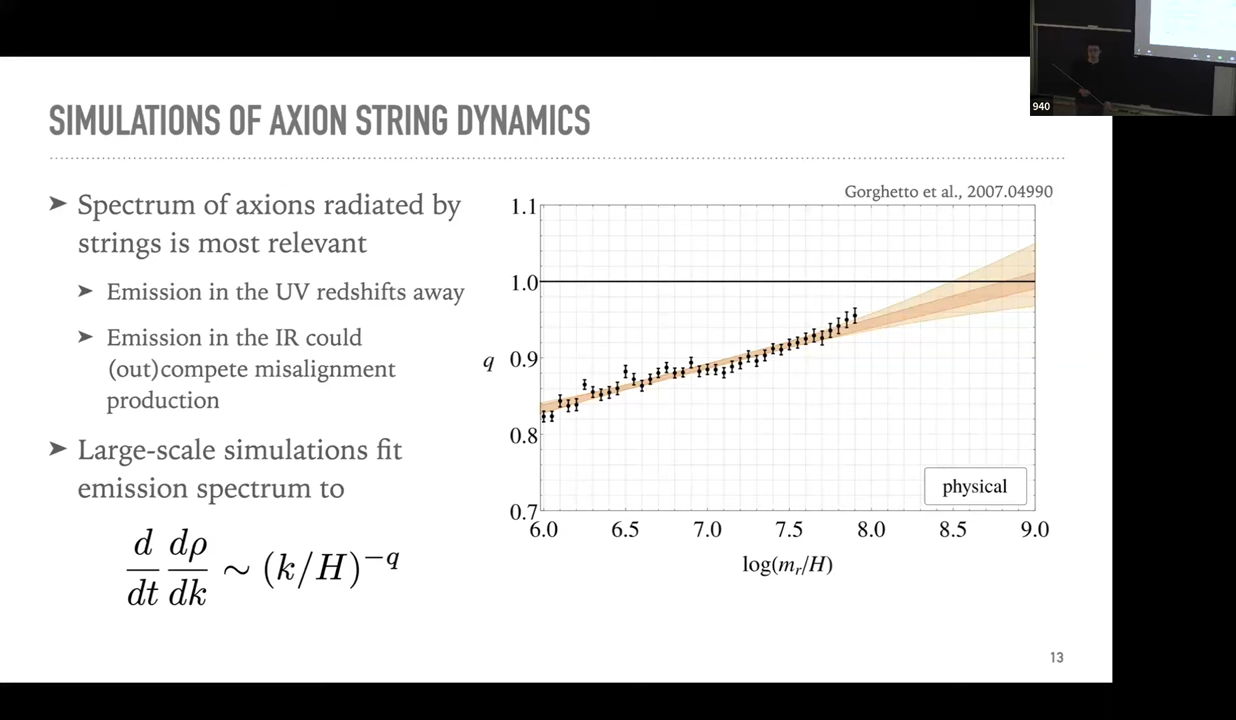 940
SIMULATIONS OF AXION STRING DYNAMICS
➤ Spectrum of axions radiated by
strings is most relevant
➤ Emission in the UV redshifts away
➤ Emission in the IR could
(out)compete misalignment
production
➤ Large-scale simulations fit
emission spectrum to
d/dt dρ/dk ∼ (k/H)^{−q}
Gorghetto et al., 2007.04990
1.1
1.0
0.9
0.8
0.7
q
physical
6.0 6.5 7.0 7.5 8.0 8.5 9.0
log(m_r/H)
13